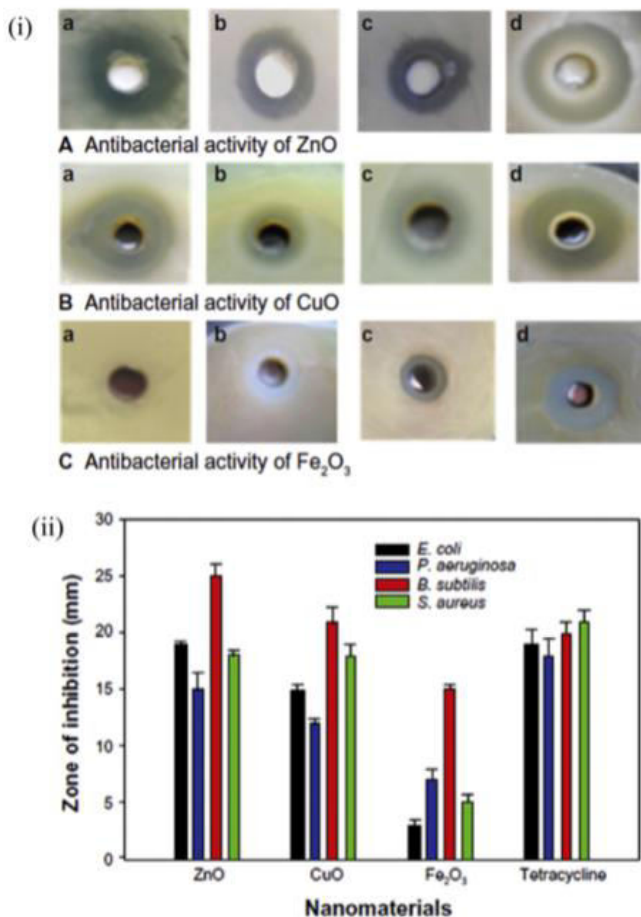 (i)
a b c d
A Antibacterial activity of ZnO
a b c d
B Antibacterial activity of CuO
a b c d
C Antibacterial activity of Fe₂O₃
(ii)
30
25
20
15
10
5
0
Zone of inhibition (mm)
E. coli
P. aeruginosa
B. subtilis
S. aureus
ZnO CuO Fe₂O₃ Tetracycline
Nanomaterials